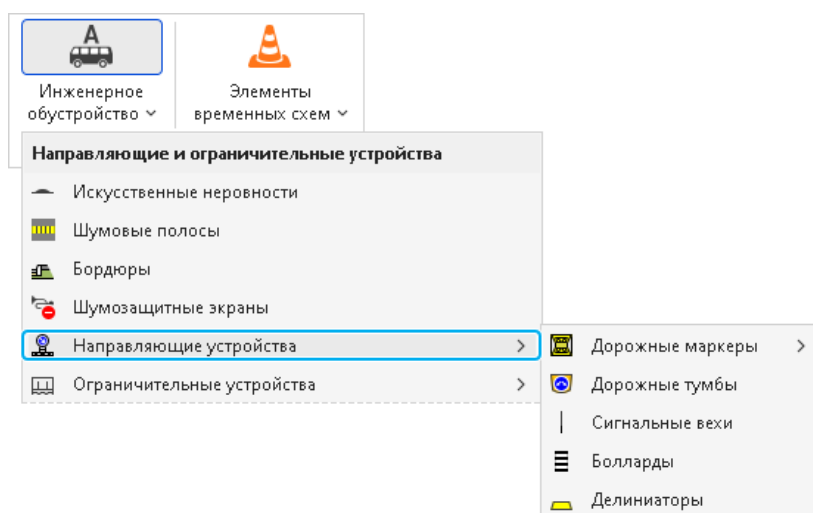 A
Инженерное
обустройство
Элементы
временных схем
Направляющие и ограничительные устройства
Искусственные неровности
Шумовые полосы
Бордюры
Шумозащитные экраны
Направляющие устройства
Ограничительные устройства
Дорожные маркеры
Дорожные тумбы
Сигнальные вехи
Болларды
Делиниаторы